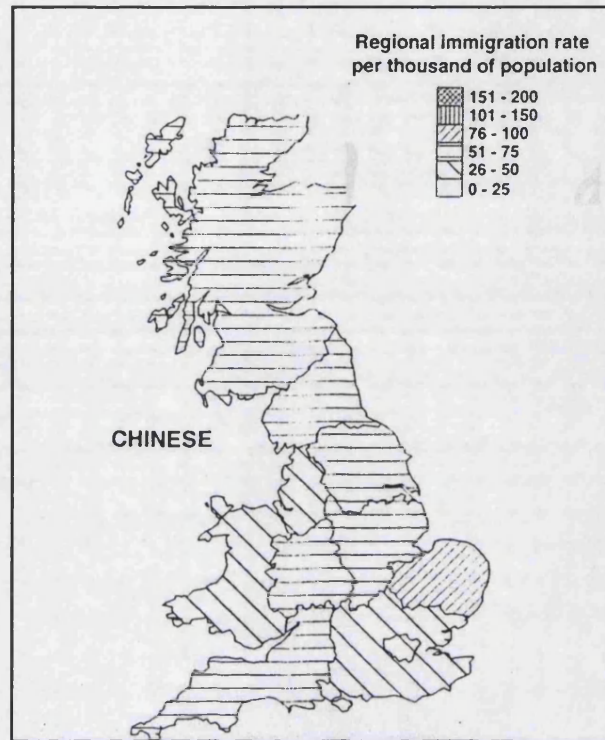 Regional immigration rate
per thousand of population
151 - 200
101 - 150
76 - 100
51 - 75
26 - 50
0 - 25
CHINESE